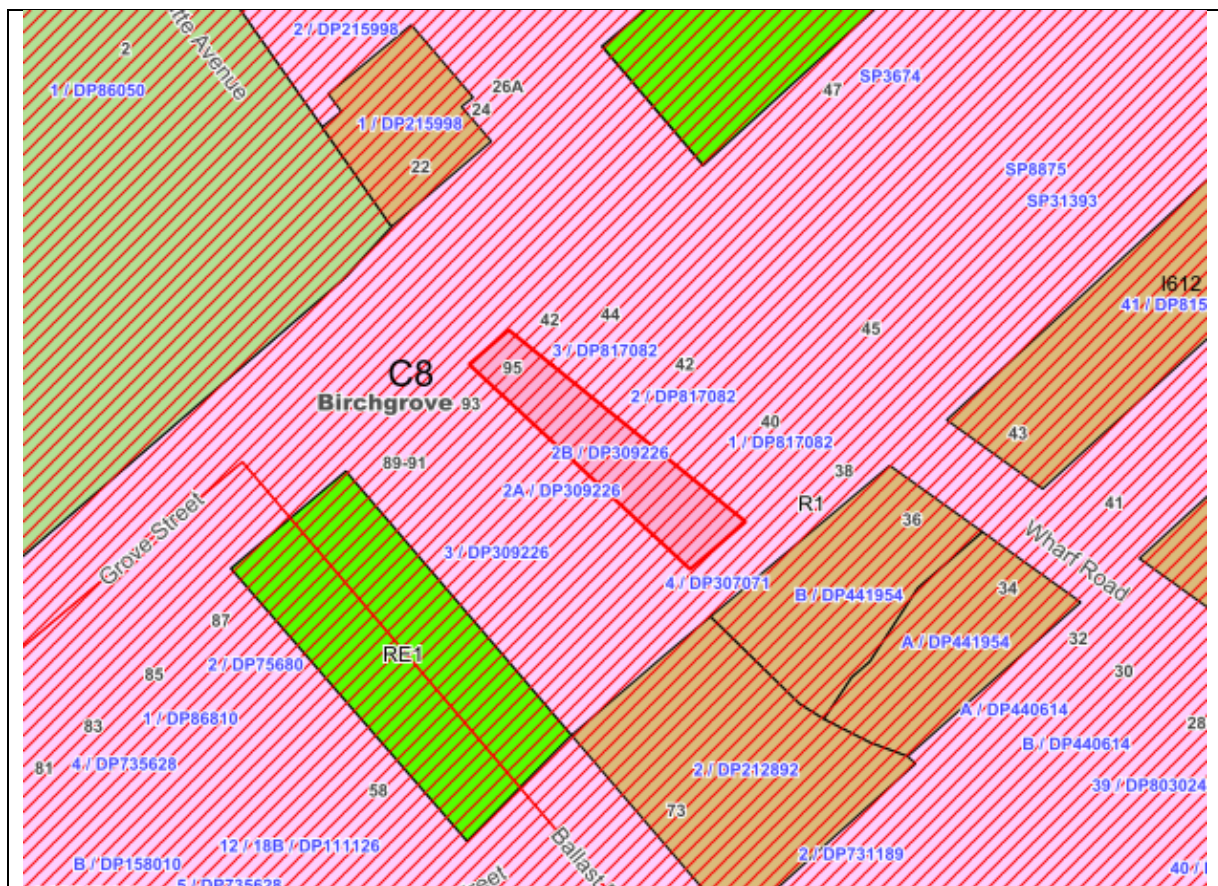 2 / DP215998
Avenue
2
1 / DP86050
26A
24
1 / DP215998
22
47
SP3674
SP8875
SP31393
I612
41 / DP815
42
44
3 / DP817082
45
95
42
C8
Birchgrove
93
2 / DP817082
40
1 / DP817082
43
2B / DP309226
89-91
38
2A / DP309226
R1
41
36
Grove Street
3 / DP309226
Wharf Road
4 / DP307071
B / DP441954
34
87
RE1
A / DP441954
32
2 / DP75680
85
30
1 / DP86810
A / DP440614
83
28
B / DP440614
81
4 / DP735628
2 / DP212892
58
39 / DP803024
73
12 / 18B / DP111126
Ballast
2 / DP731189
B / DP158010
5 / DP735628
40 /